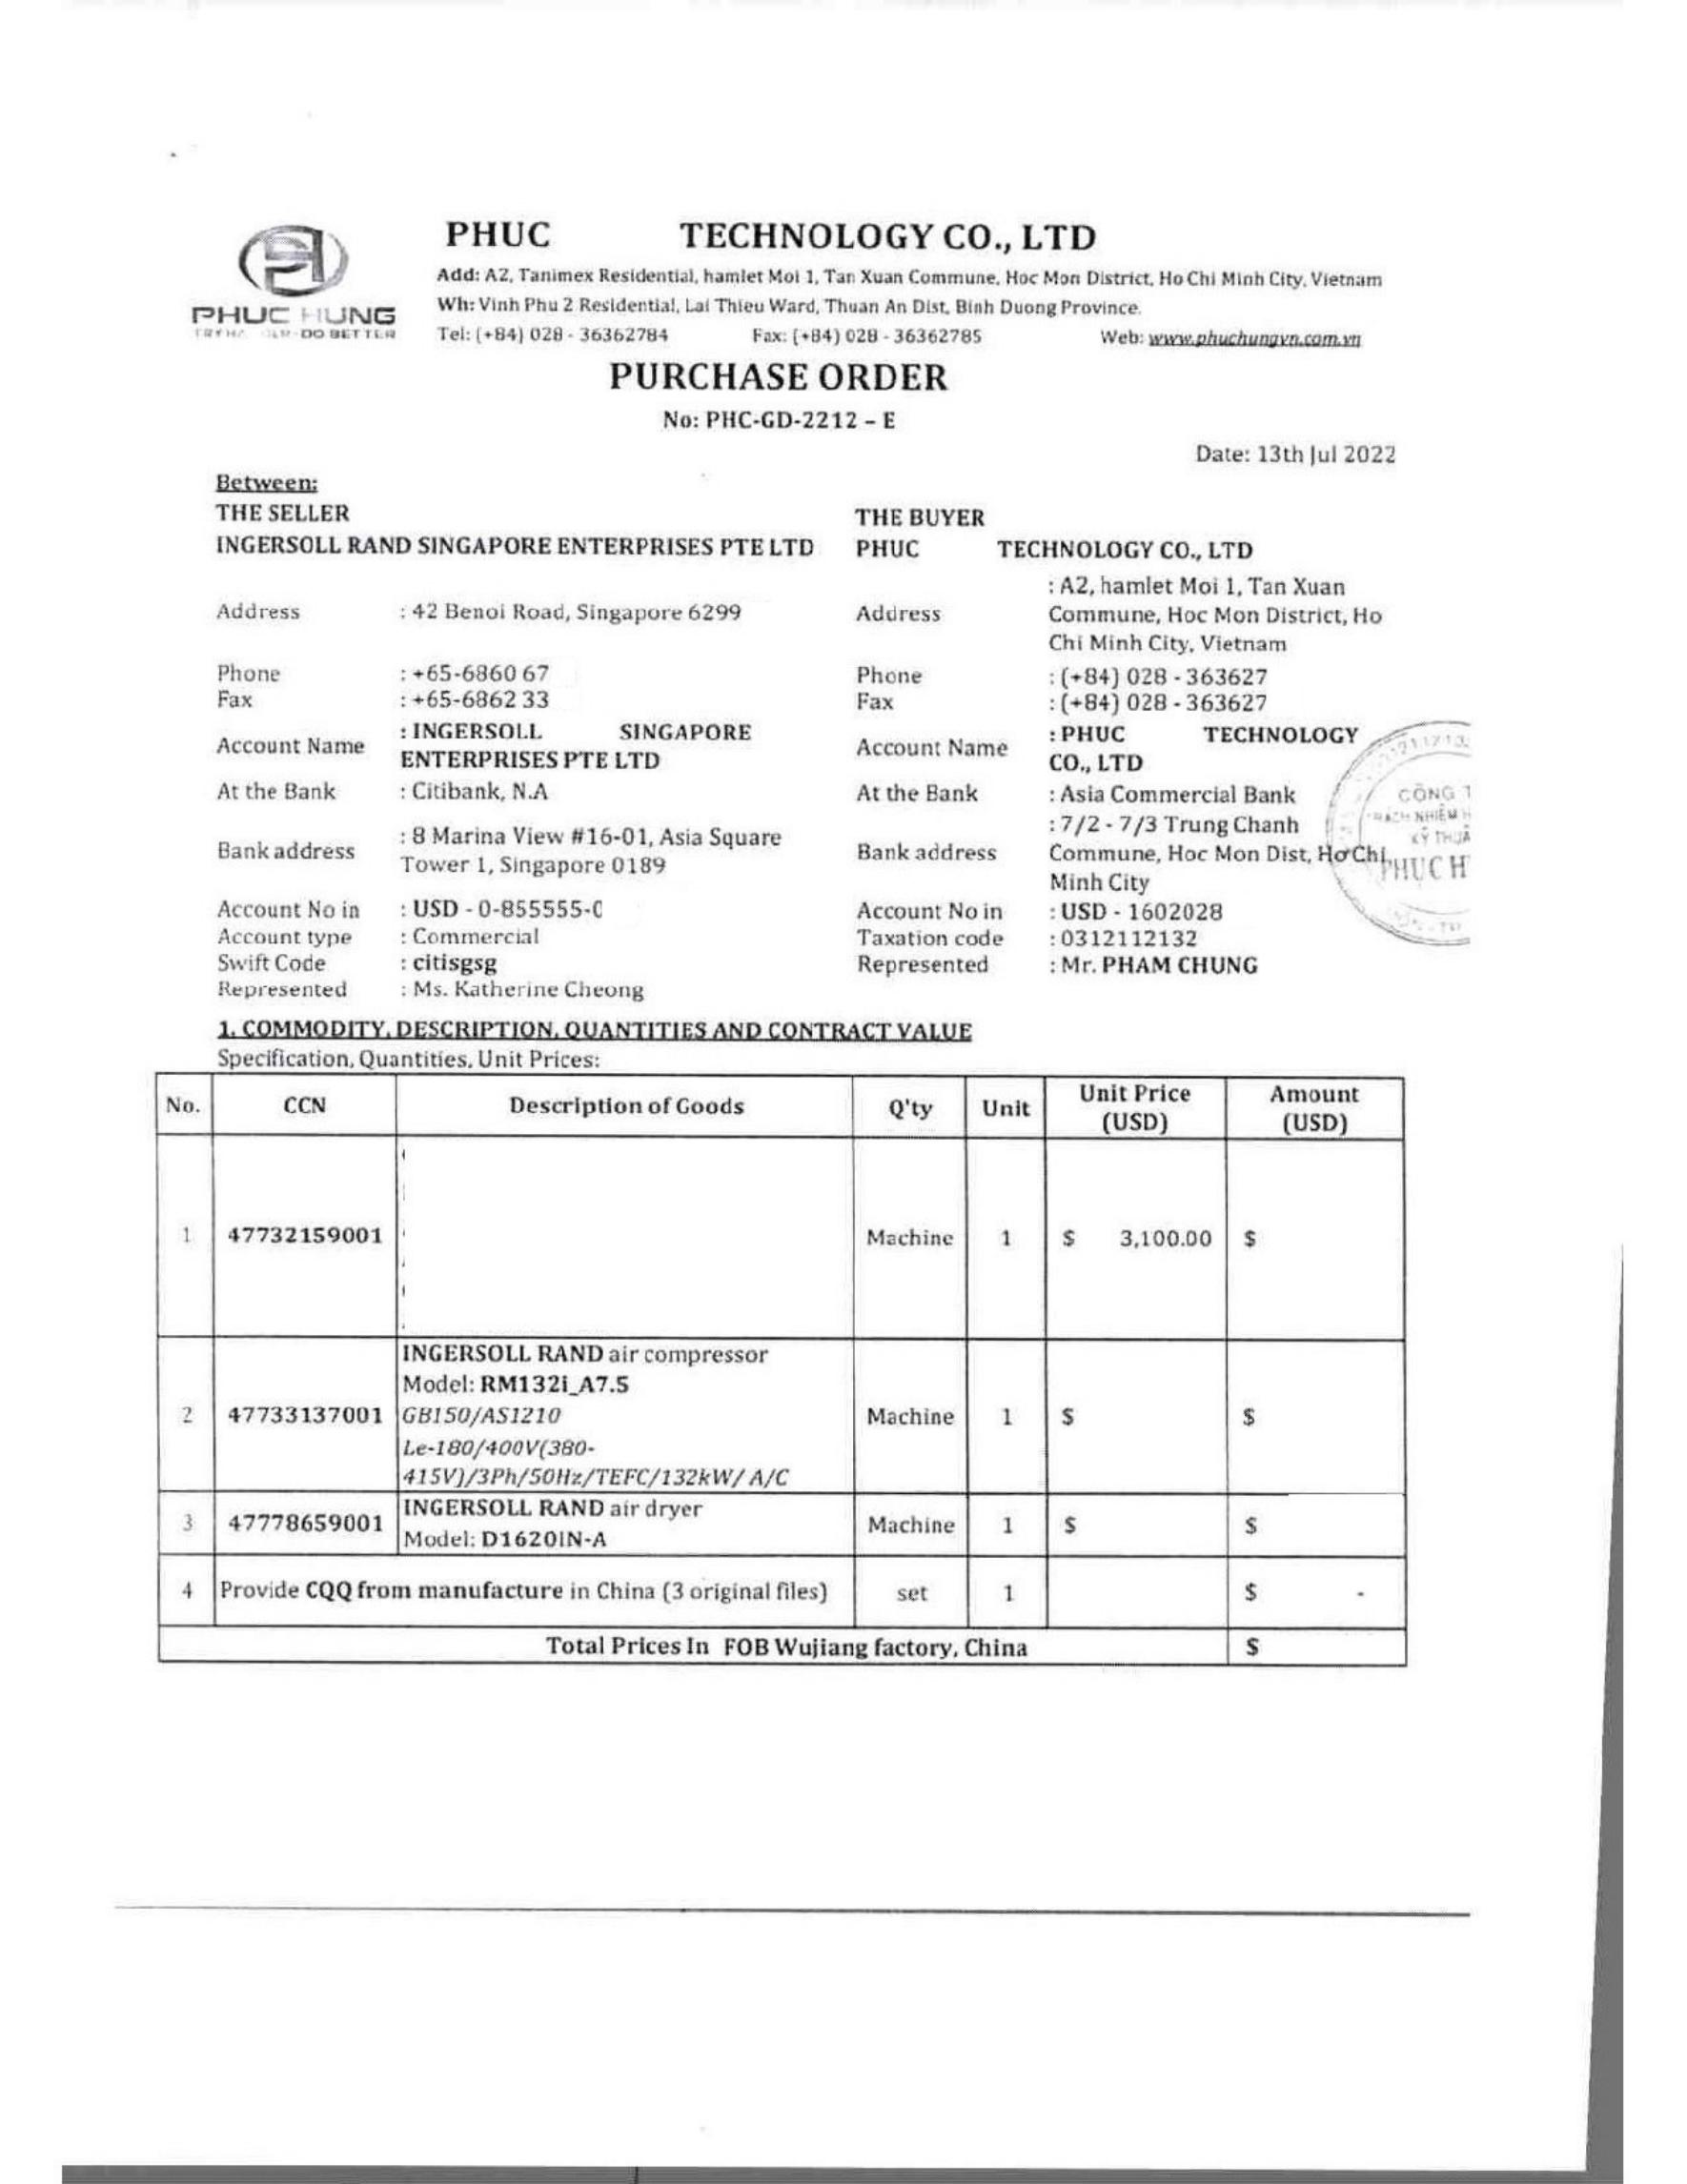 PHUC TECHNOLOGY CO., LTD
Add: A2, Tanimex Residential, hamlet Moi 1, Tan Xuan Commune, Hoc Mon District, Ho Chi Minh City, Vietnam
PHUC HUNG
Wh: Vinh Phu 2 Residential, Lai Thieu Ward, Thuan An Dist, Binh Duong Province.
DO BETTER
Tel: (+84) 028 - 36362784 Fax: (+84) 028 - 36362785 Web: www.phuchungvn.com.vn
PURCHASE ORDER
No: PHC-GD-2212 – E
Date: 13th Jul 2022
Between:
THE SELLER THE BUYER
INGERSOLL RAND SINGAPORE ENTERPRISES PTE LTD PHUC TECHNOLOGY CO., LTD
Address : 42 Benoi Road, Singapore 6299
Address : A2, hamlet Moi 1, Tan Xuan
Commune, Hoc Mon District, Ho
Chi Minh City, Vietnam
Phone : +65-6860 67 Phone : (+84) 028 - 363627
Fax : +65-6862 33 Fax : (+84) 028 - 363627
Account Name : INGERSOLL SINGAPORE
ENTERPRISES PTE LTD
Account Name : PHUC TECHNOLOGY
CO., LTD
At the Bank : Citibank, N.A At the Bank : Asia Commercial Bank
Bank address : 8 Marina View #16-01, Asia Square
Tower 1, Singapore 0189
Bank address : 7/2 - 7/3 Trung Chanh
Commune, Hoc Mon Dist, Ho Chi
Minh City
CÔNG T
KỸ THUẬ
PHUC H
Account No in : USD - 0-855555-0 Account No in : USD - 1602028
Account type : Commercial Taxation code : 0312112132
Swift Code : citisgsg Represented : Mr. PHAM CHUNG
Represented : Ms. Katherine Cheong
1. COMMODITY, DESCRIPTION, QUANTITIES AND CONTRACT VALUE
Specification, Quantities, Unit Prices:
No. CCN Description of Goods Q'ty Unit Unit Price (USD) Amount (USD)
1 47732159001 Machine 1 $ 3,100.00 $
INGERSOLL RAND air compressor
Model: RM132i_A7.5
2 47733137001 GB150/AS1210 Machine 1 $ $
Le-180/400V(380-
415V)/3Ph/50Hz/TEFC/132kW/ A/C
3 47778659001 INGERSOLL RAND air dryer Machine 1 $ $
Model: D1620IN-A
4 Provide CQQ from manufacture in China (3 original files) set 1 $ -
Total Prices In FOB Wujiang factory, China $